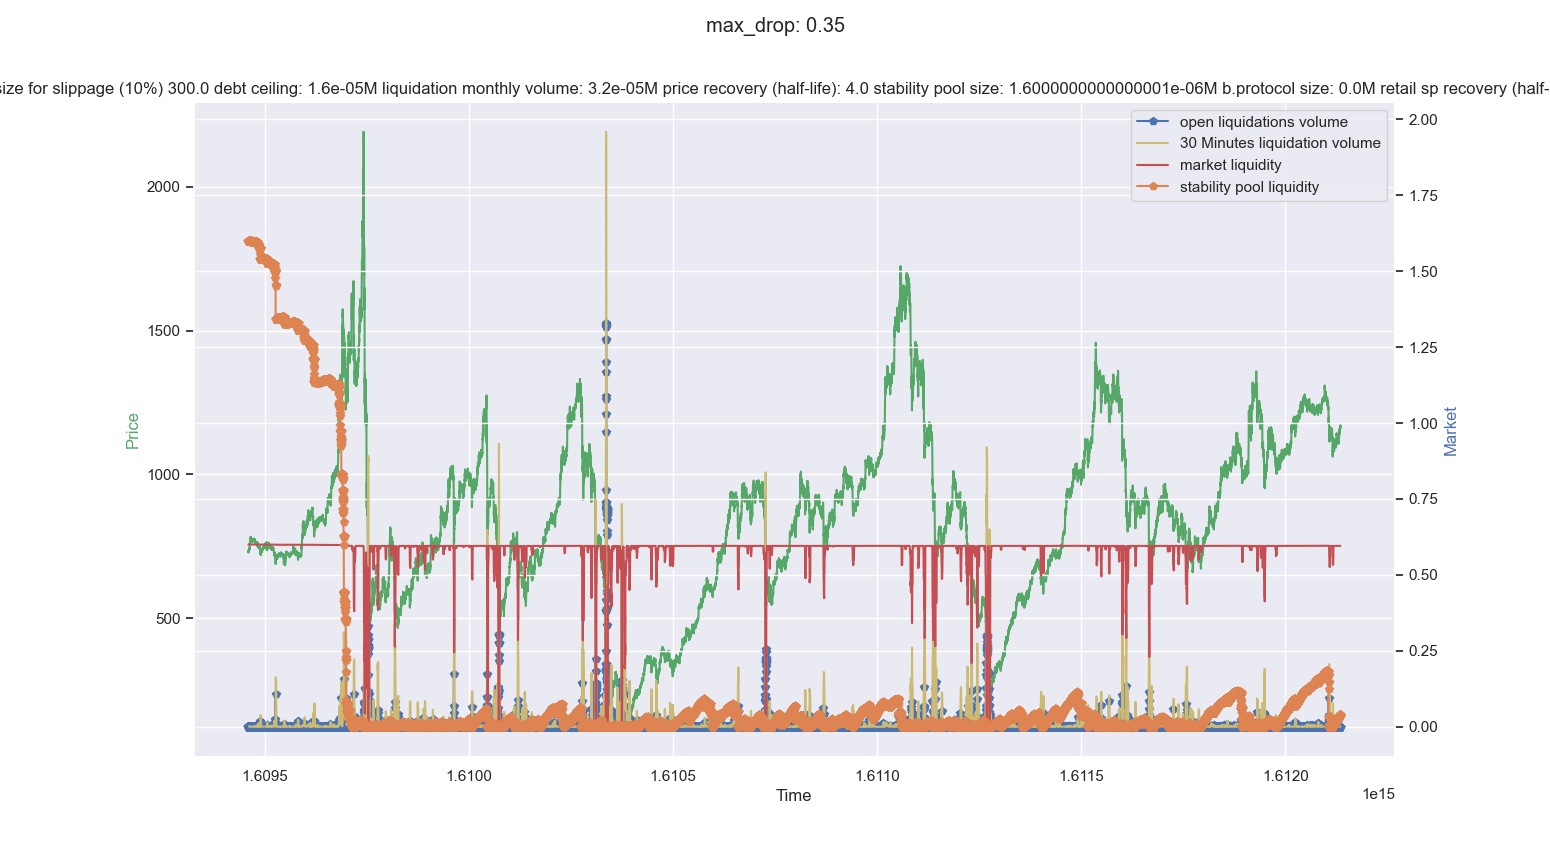 max_drop: 0.35
size for slippage (10%) 300.0 debt ceiling: 1.6e-05M liquidation monthly volume: 3.2e-05M price recovery (half-life): 4.0 stability pool size: 1.6000000000000001e-06M b.protocol size: 0.0M retail sp recovery (half-
open liquidations volume
30 Minutes liquidation volume
market liquidity
stability pool liquidity
2000
1500
1000
500
Price
2.00
1.75
1.50
1.25
1.00
0.75
0.50
0.25
0.00
Market
1.6095
1.6100
1.6105
1.6110
1.6115
1.6120
Time
1e15